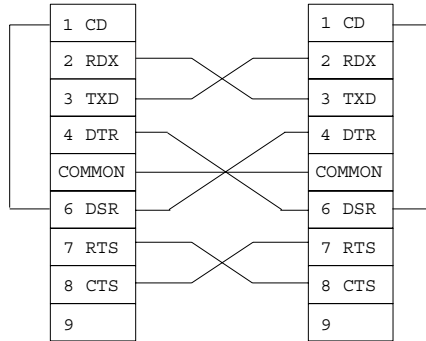 1 CD
2 RDX
3 TXD
4 DTR
COMMON
6 DSR
7 RTS
8 CTS
9
1 CD
2 RDX
3 TXD
4 DTR
COMMON
6 DSR
7 RTS
8 CTS
9